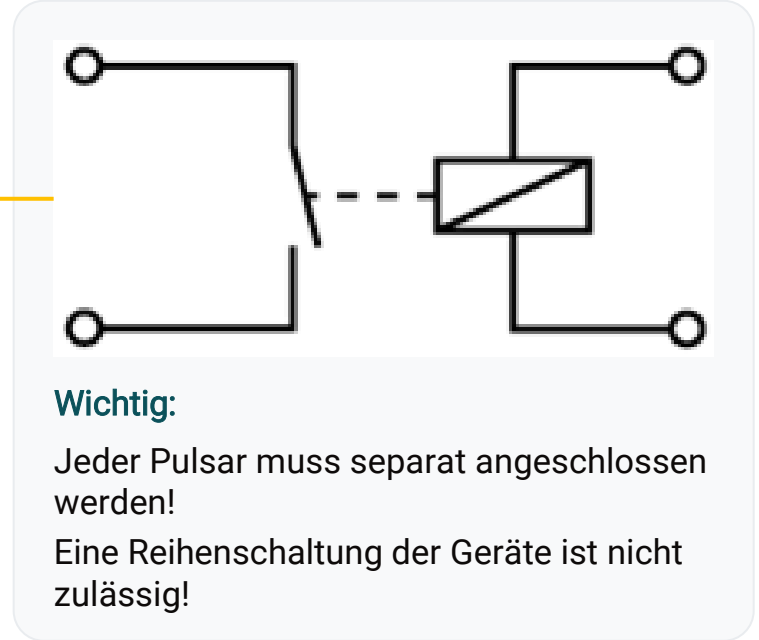 Wichtig:
Jeder Pulsar muss separat angeschlossen
werden!
Eine Reihenschaltung der Geräte ist nicht
zulässig!